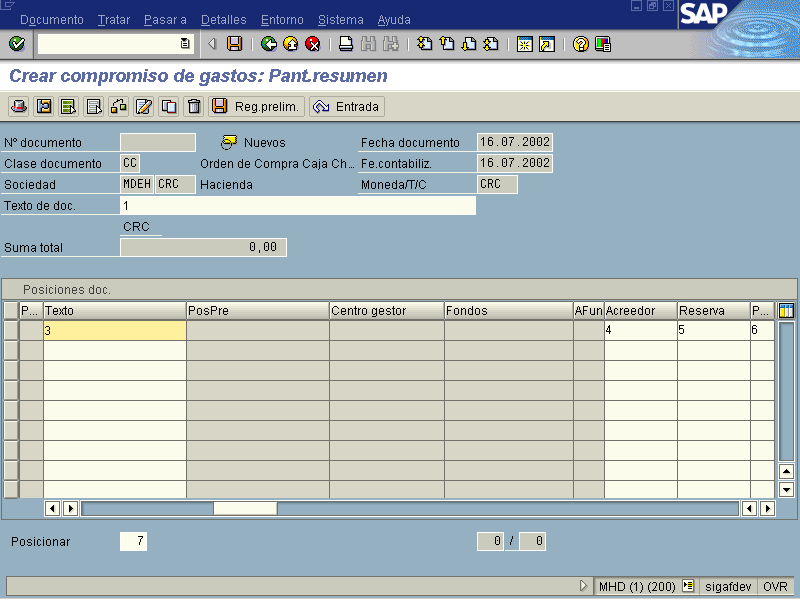 Documento Tratar Pasar a Detalles Entorno Sistema Ayuda
SAP
Crear compromiso de gastos: Pant.resumen
Reg.prelim. Entrada
Nº documento Nuevos Fecha documento 16.07.2002
Clase documento CC Orden de Compra Caja Ch... Fe.contabiliz. 16.07.2002
Sociedad MDEH CRC Hacienda Moneda/T/C CRC
Texto de doc. 1
CRC
Suma total 0,00
Posiciones doc.
P... Texto PosPre Centro gestor Fondos AFun Acreedor Reserva P...
3 4 5 6
Posicionar 7 0 / 0
MHD (1) (200) sigafdev OVR